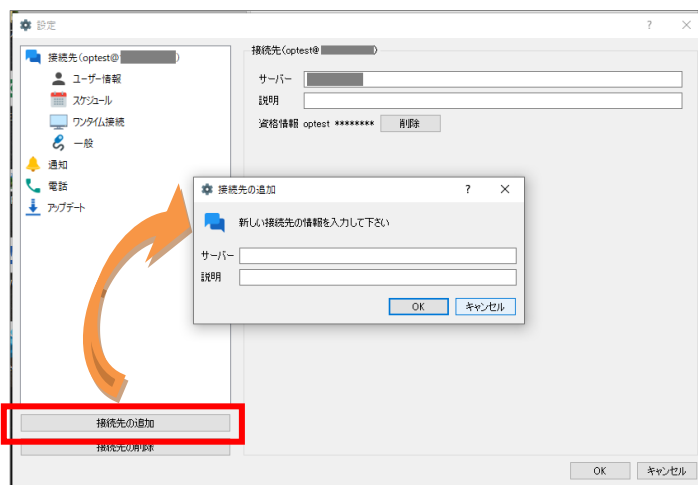 設定
接続先(optest@ )
ユーザー情報
スケジュール
ワンタイム接続
一般
通知
電話
アップデート
接続先の追加
接続先の削除
接続先(optest@ )
サーバー
説明
資格情報 optest ******** 削除
接続先の追加
新しい接続先の情報を入力して下さい
サーバー
説明
OK キャンセル
OK キャンセル